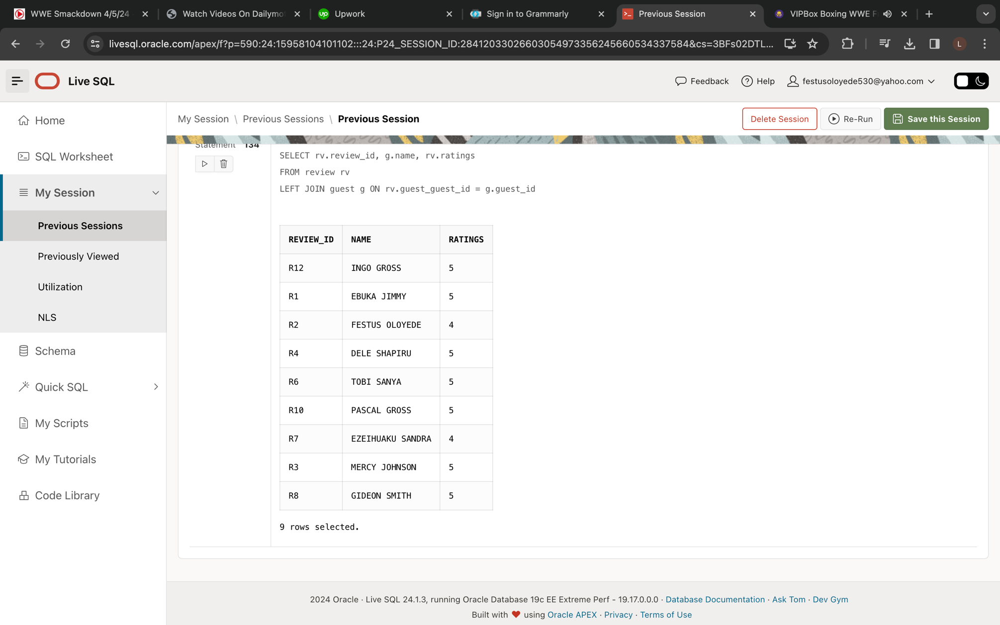 WWE Smackdown 4/5/24
Watch Videos On Dailymo
Upwork
Sign in to Grammarly
Previous Session
VIPBox Boxing WWE F
livesql.oracle.com/apex/f?p=590:24:15958104101102:::24:P24_SESSION_ID:284120330266030549733562456605343375​84&cs=3BFs02DTL...
L
Live SQL
Feedback
Help
festusoloyede530@yahoo.com
Home
SQL Worksheet
My Session
Previous Sessions
Previously Viewed
Utilization
NLS
Schema
Quick SQL
My Scripts
My Tutorials
Code Library
My Session \ Previous Sessions \ Previous Session
Delete Session
Re-Run
Save this Session
Statement 134
SELECT rv.review_id, g.name, rv.ratings
FROM review rv
LEFT JOIN guest g ON rv.guest_guest_id = g.guest_id
REVIEW_ID NAME RATINGS
R12 INGO GROSS 5
R1 EBUKA JIMMY 5
R2 FESTUS OLOYEDE 4
R4 DELE SHAPIRU 5
R6 TOBI SANYA 5
R10 PASCAL GROSS 5
R7 EZEIHUAKU SANDRA 4
R3 MERCY JOHNSON 5
R8 GIDEON SMITH 5
9 rows selected.
2024 Oracle · Live SQL 24.1.3, running Oracle Database 19c EE Extreme Perf - 19.17.0.0.0 · Database Documentation · Ask Tom · Dev Gym
Built with ❤ using Oracle APEX · Privacy · Terms of Use